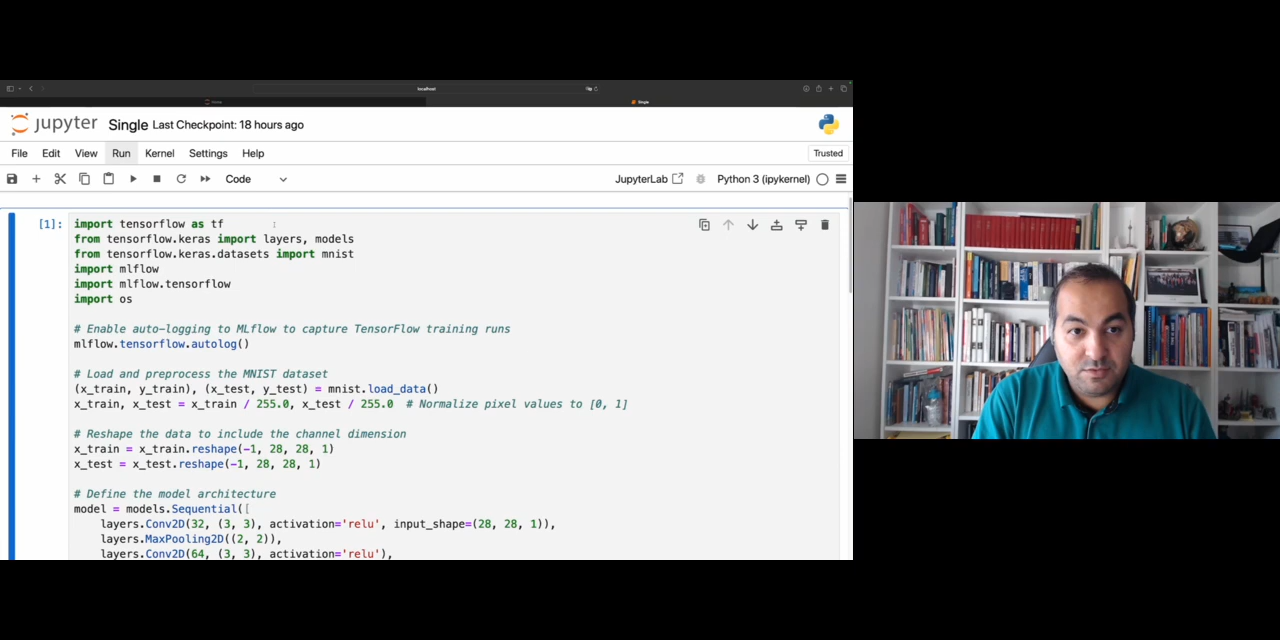 localhost
Home
Single
jupyter Single Last Checkpoint: 18 hours ago
File Edit View Run Kernel Settings Help Trusted
Code JupyterLab Python 3 (ipykernel)
[1]:
import tensorflow as tf
from tensorflow.keras import layers, models
from tensorflow.keras.datasets import mnist
import mlflow
import mlflow.tensorflow
import os
# Enable auto-logging to MLflow to capture TensorFlow training runs
mlflow.tensorflow.autolog()
# Load and preprocess the MNIST dataset
(x_train, y_train), (x_test, y_test) = mnist.load_data()
x_train, x_test = x_train / 255.0, x_test / 255.0  # Normalize pixel values to [0, 1]
# Reshape the data to include the channel dimension
x_train = x_train.reshape(-1, 28, 28, 1)
x_test = x_test.reshape(-1, 28, 28, 1)
# Define the model architecture
model = models.Sequential([
    layers.Conv2D(32, (3, 3), activation='relu', input_shape=(28, 28, 1)),
    layers.MaxPooling2D((2, 2)),
    layers.Conv2D(64, (3, 3), activation='relu'),